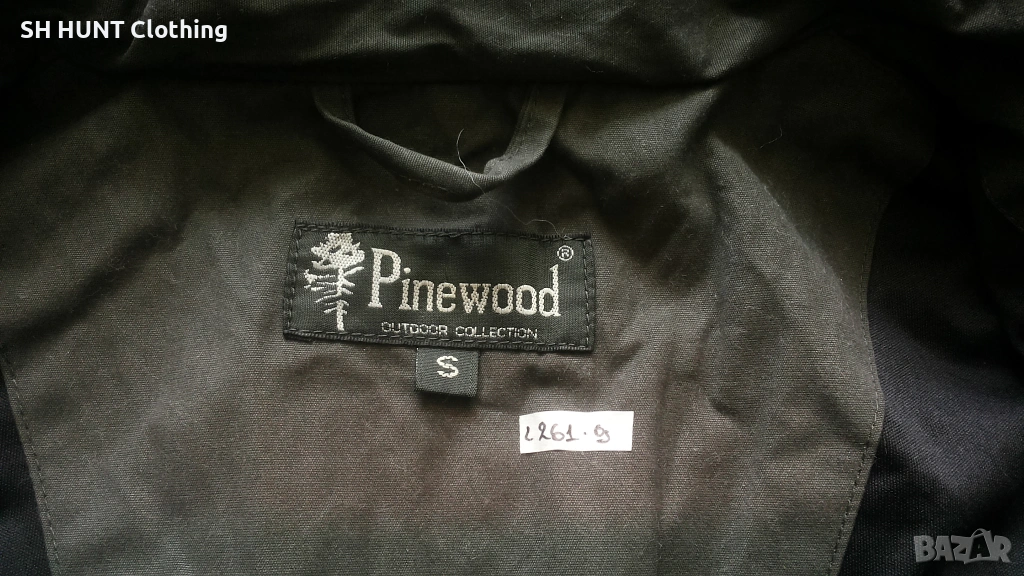 SH HUNT Clothing
Pinewood®
OUTDOOR COLLECTION
S
2261.9
BAZAR